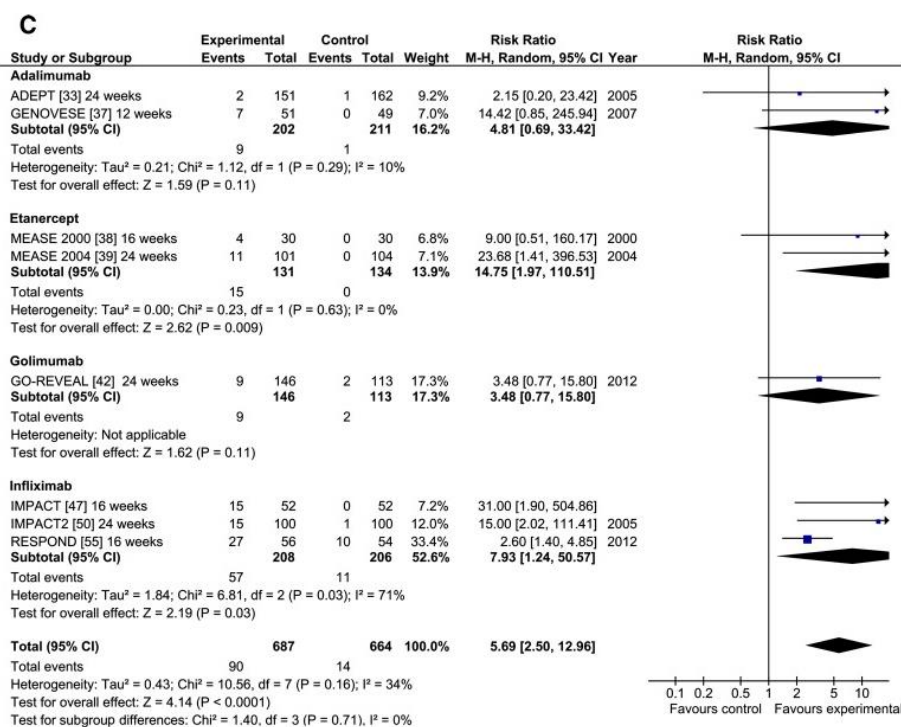 C
Experimental Control Risk Ratio Risk Ratio
Study or Subgroup Events Total Events Total Weight M-H, Random, 95% CI Year M-H, Random, 95% CI
Adalimumab
ADEPT [33] 24 weeks 2 151 1 162 9.2% 2.15 [0.20, 23.42] 2005
GENOVESE [37] 12 weeks 7 51 0 49 7.0% 14.42 [0.85, 245.94] 2007
Subtotal (95% CI) 202 211 16.2% 4.81 [0.69, 33.42]
Total events 9 1
Heterogeneity: Tau² = 0.21; Chi² = 1.12, df = 1 (P = 0.29); I² = 10%
Test for overall effect: Z = 1.59 (P = 0.11)
Etanercept
MEASE 2000 [38] 16 weeks 4 30 0 30 6.8% 9.00 [0.51, 160.17] 2000
MEASE 2004 [39] 24 weeks 11 101 0 104 7.1% 23.68 [1.41, 396.53] 2004
Subtotal (95% CI) 131 134 13.9% 14.75 [1.97, 110.51]
Total events 15 0
Heterogeneity: Tau² = 0.00; Chi² = 0.23, df = 1 (P = 0.63); I² = 0%
Test for overall effect: Z = 2.62 (P = 0.009)
Golimumab
GO-REVEAL [42] 24 weeks 9 146 2 113 17.3% 3.48 [0.77, 15.80] 2012
Subtotal (95% CI) 146 113 17.3% 3.48 [0.77, 15.80]
Total events 9 2
Heterogeneity: Not applicable
Test for overall effect: Z = 1.62 (P = 0.11)
Infliximab
IMPACT [47] 16 weeks 15 52 0 52 7.2% 31.00 [1.90, 504.86]
IMPACT2 [50] 24 weeks 15 100 1 100 12.0% 15.00 [2.02, 111.41] 2005
RESPOND [55] 16 weeks 27 56 10 54 33.4% 2.60 [1.40, 4.85] 2012
Subtotal (95% CI) 208 206 52.6% 7.93 [1.24, 50.57]
Total events 57 11
Heterogeneity: Tau² = 1.84; Chi² = 6.81, df = 2 (P = 0.03); I² = 71%
Test for overall effect: Z = 2.19 (P = 0.03)
Total (95% CI) 687 664 100.0% 5.69 [2.50, 12.96]
Total events 90 14
Heterogeneity: Tau² = 0.43; Chi² = 10.56, df = 7 (P = 0.16); I² = 34%
Test for overall effect: Z = 4.14 (P < 0.0001)
Test for subgroup differences: Chi² = 1.40, df = 3 (P = 0.71), I² = 0%
0.1 0.2 0.5 1 2 5 10
Favours control Favours experimental